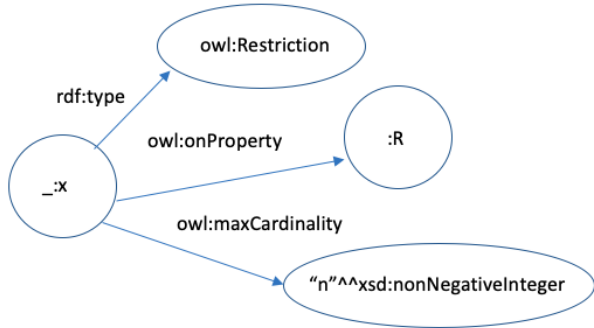 owl:Restriction
rdf:type
owl:onProperty
:R
_:x
owl:maxCardinality
“n”^^xsd:nonNegativeInteger